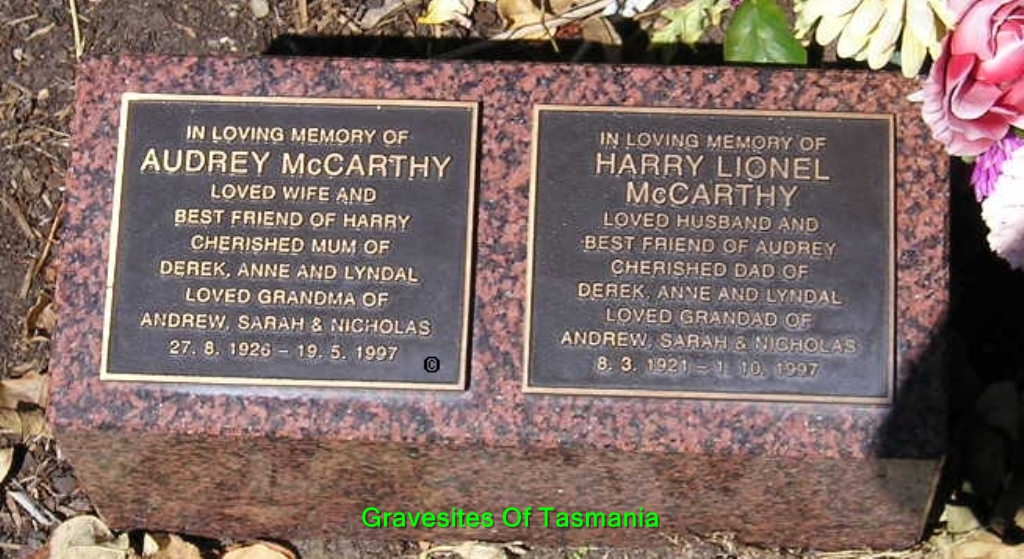 IN LOVING MEMORY OF
AUDREY McCARTHY
LOVED WIFE AND
BEST FRIEND OF HARRY
CHERISHED MUM OF
DEREK, ANNE AND LYNDAL
LOVED GRANDMA OF
ANDREW, SARAH & NICHOLAS
27. 8. 1926 – 19. 5. 1997
©
IN LOVING MEMORY OF
HARRY LIONEL
McCARTHY
LOVED HUSBAND AND
BEST FRIEND OF AUDREY
CHERISHED DAD OF
DEREK, ANNE AND LYNDAL
LOVED GRANDAD OF
ANDREW, SARAH & NICHOLAS
8. 3. 1921 – 1. 10. 1997
Gravesites Of Tasmania